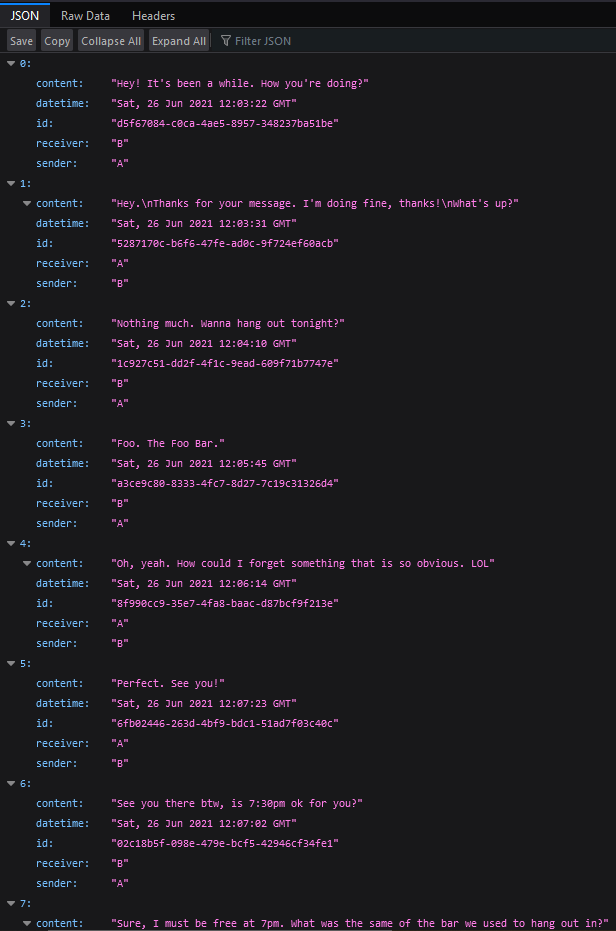 JSON Raw Data Headers
Save Copy Collapse All Expand All Filter JSON
0:
content: "Hey! It's been a while. How you're doing?"
datetime: "Sat, 26 Jun 2021 12:03:22 GMT"
id: "d5f67084-c0ca-4ae5-8957-348237ba51be"
receiver: "B"
sender: "A"
1:
content: "Hey.\nThanks for your message. I'm doing fine, thanks!\nWhat's up?"
datetime: "Sat, 26 Jun 2021 12:03:31 GMT"
id: "5287170c-b6f6-47fe-ad0c-9f724ef60acb"
receiver: "A"
sender: "B"
2:
content: "Nothing much. Wanna hang out tonight?"
datetime: "Sat, 26 Jun 2021 12:04:10 GMT"
id: "1c927c51-dd2f-4f1c-9ead-609f71b7747e"
receiver: "B"
sender: "A"
3:
content: "Foo. The Foo Bar."
datetime: "Sat, 26 Jun 2021 12:05:45 GMT"
id: "a3ce9c80-8333-4fc7-8d27-7c19c31326d4"
receiver: "B"
sender: "A"
4:
content: "Oh, yeah. How could I forget something that is so obvious. LOL"
datetime: "Sat, 26 Jun 2021 12:06:14 GMT"
id: "8f990cc9-35e7-4fa8-baac-d87bcf9f213e"
receiver: "A"
sender: "B"
5:
content: "Perfect. See you!"
datetime: "Sat, 26 Jun 2021 12:07:23 GMT"
id: "6fb02446-263d-4bf9-bdc1-51ad7f03c40c"
receiver: "A"
sender: "B"
6:
content: "See you there btw, is 7:30pm ok for you?"
datetime: "Sat, 26 Jun 2021 12:07:02 GMT"
id: "02c18b5f-098e-479e-bcf5-42946cf34fe1"
receiver: "B"
sender: "A"
7:
content: "Sure, I must be free at 7pm. What was the same of the bar we used to hang out in?"